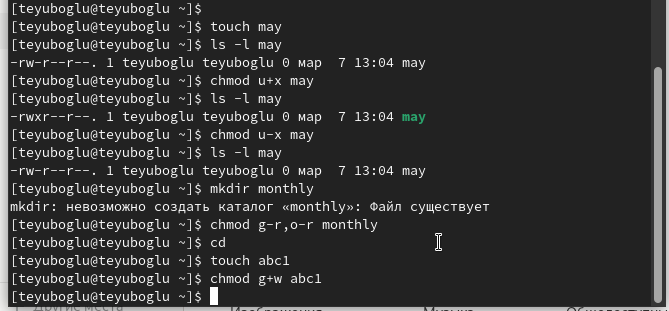 [teyuboglu@teyuboglu ~]$
[teyuboglu@teyuboglu ~]$ touch may
[teyuboglu@teyuboglu ~]$ ls -l may
-rw-r--r--. 1 teyuboglu teyuboglu 0 мар  7 13:04 may
[teyuboglu@teyuboglu ~]$ chmod u+x may
[teyuboglu@teyuboglu ~]$ ls -l may
-rwxr--r--. 1 teyuboglu teyuboglu 0 мар  7 13:04 may
[teyuboglu@teyuboglu ~]$ chmod u-x may
[teyuboglu@teyuboglu ~]$ ls -l may
-rw-r--r--. 1 teyuboglu teyuboglu 0 мар  7 13:04 may
[teyuboglu@teyuboglu ~]$ mkdir monthly
mkdir: невозможно создать каталог «monthly»: Файл существует
[teyuboglu@teyuboglu ~]$ chmod g-r,o-r monthly
[teyuboglu@teyuboglu ~]$ cd
[teyuboglu@teyuboglu ~]$ touch abc1
[teyuboglu@teyuboglu ~]$ chmod g+w abc1
[teyuboglu@teyuboglu ~]$